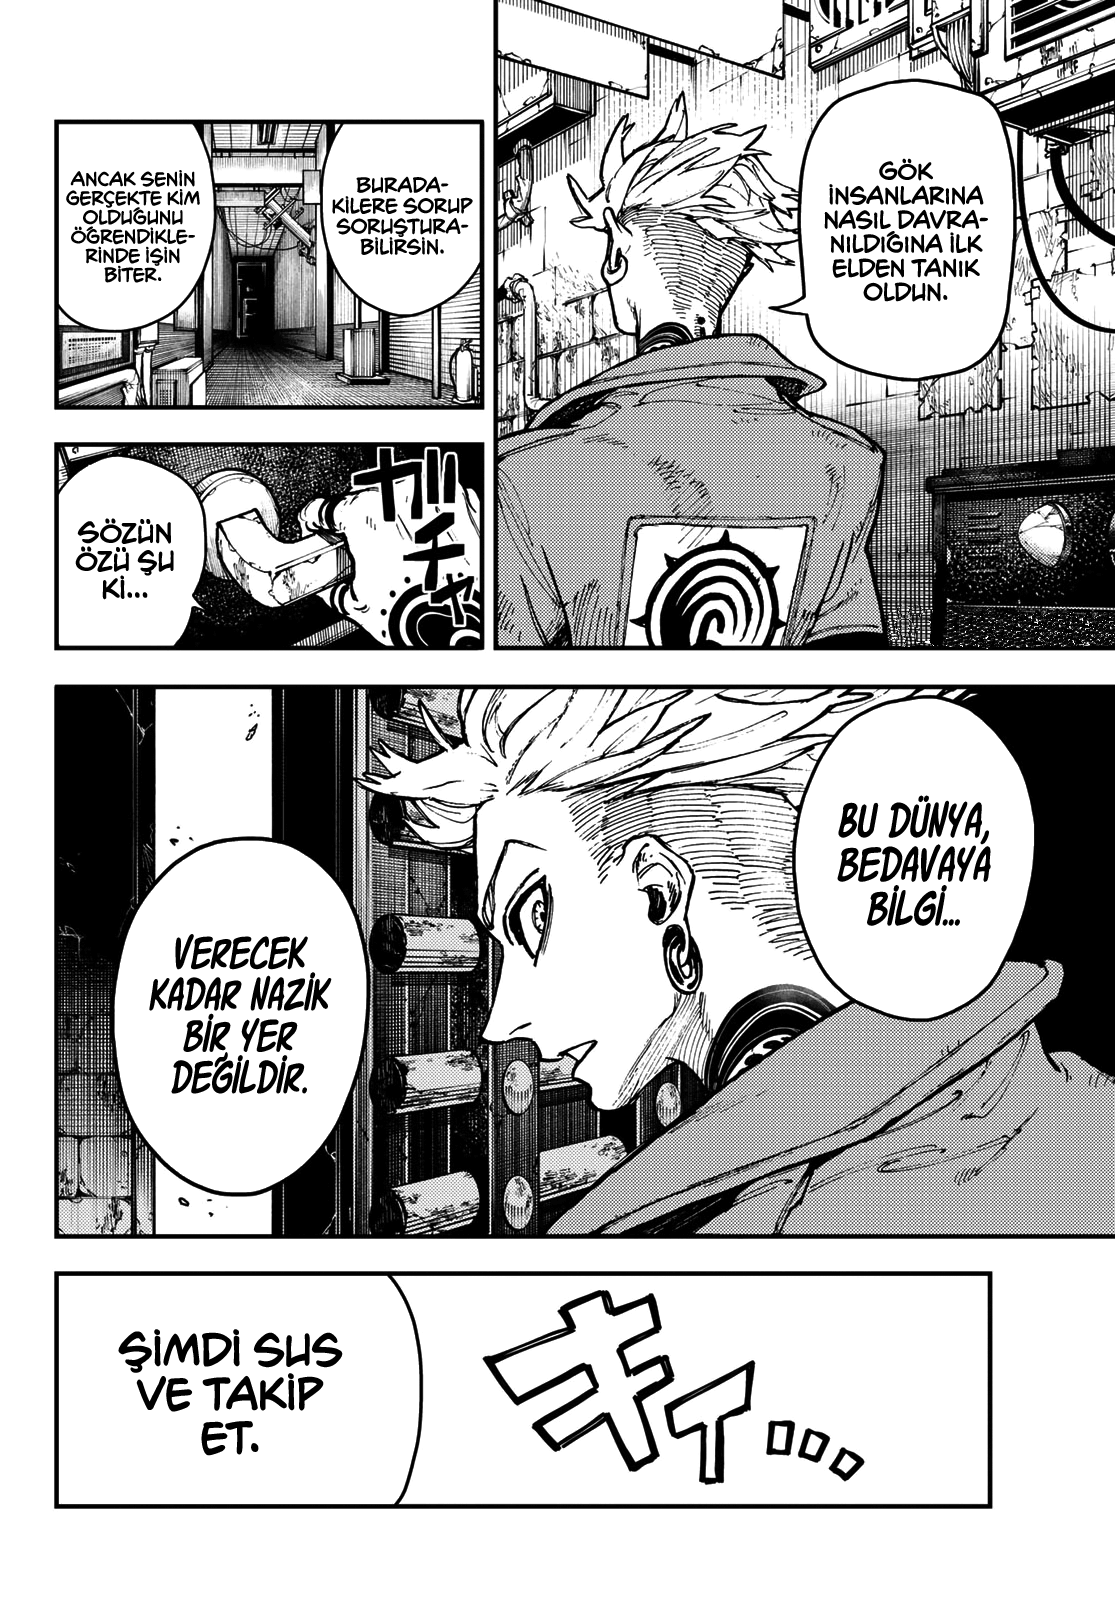 GÖK
İNSANLARINA
NASIL DAVRA-
NILDIĞINA İLK
ELDEN TANIK
OLDUN.
BURADA-
KİLERE SORUP
SORUŞTURA-
BİLİRSİN.
ANCAK SENİN
GERÇEKTE KİM
OLDUĞUNU
ÖĞRENDİKLE-
RİNDE İŞİN
BİTER.
ガチャ
SÖZÜN
ÖZÜ ŞU
Kİ...
BU DÜNYA,
BEDAVAYA
BİLGİ...
VERECEK
KADAR NAZİK
BİR YER
DEĞİLDİR.
キィ...
ŞİMDİ SUS
VE TAKİP
ET.